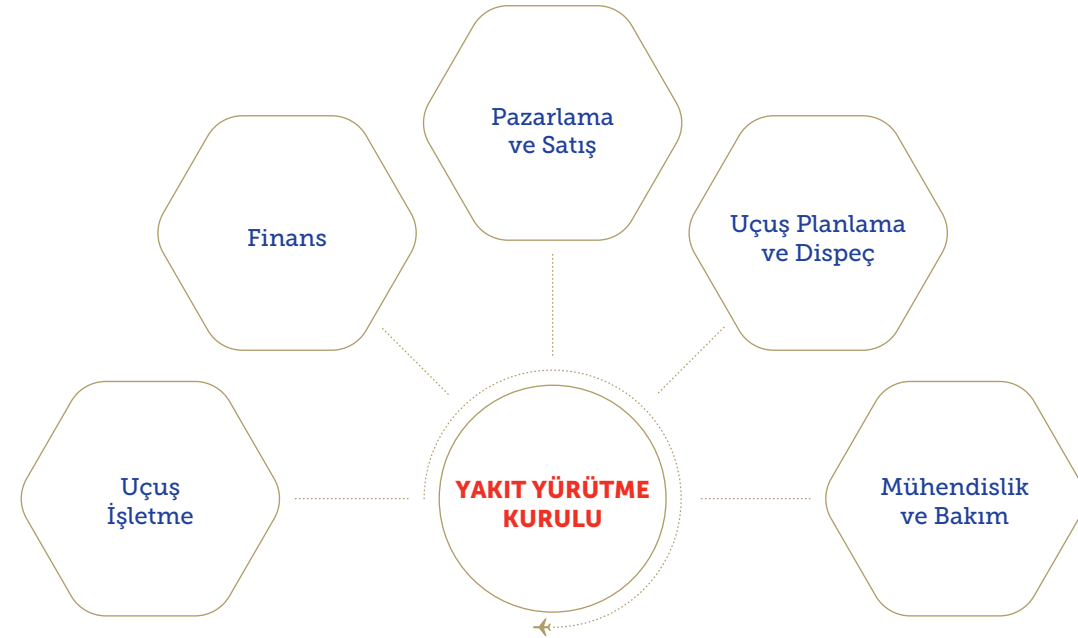 Pazarlama
ve Satış
Finans
Uçuş Planlama
ve Dispeç
Uçuş
İşletme
YAKIT YÜRÜTME
KURULU
Mühendislik
ve Bakım